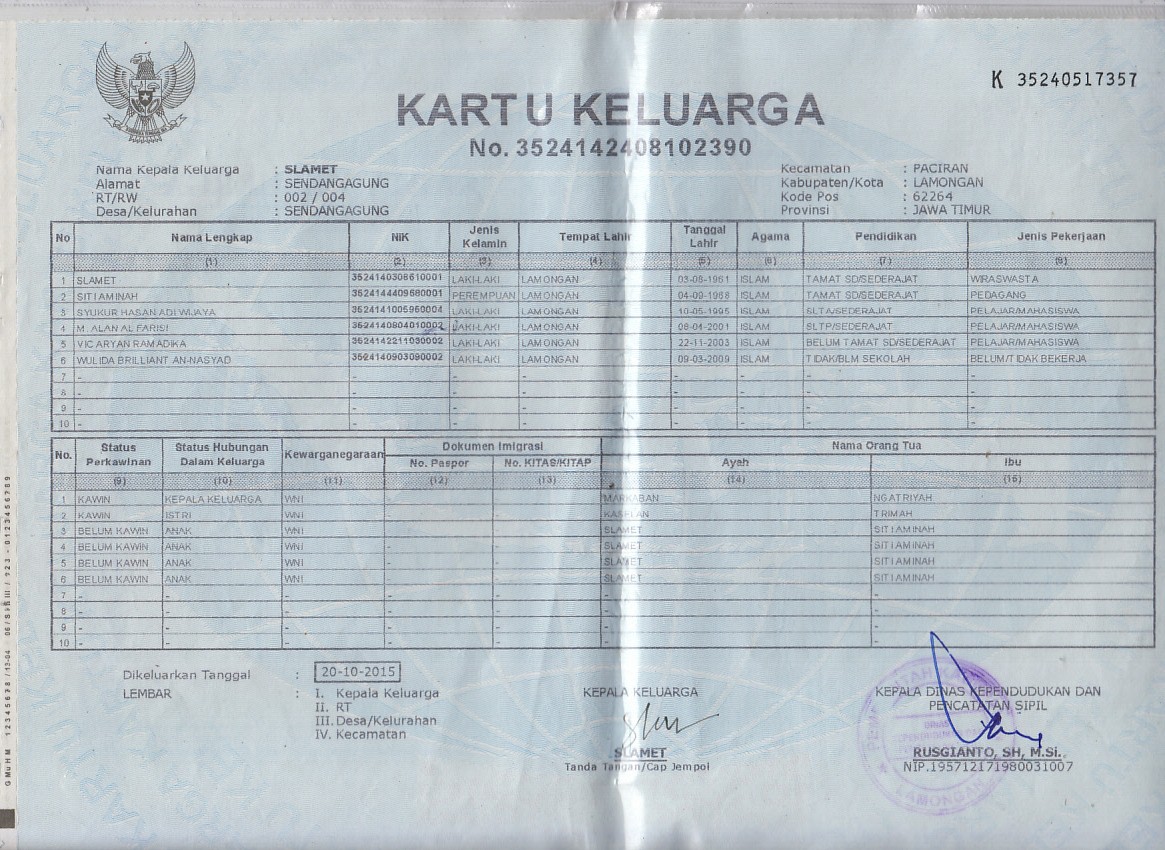 K 35240517357
KARTU KELUARGA
No. 3524142408102390
Nama Kepala Keluarga : SLAMET
Alamat : SENDANGAGUNG
RT/RW : 002 / 004
Desa/Kelurahan : SENDANGAGUNG
Kecamatan : PACIRAN
Kabupaten/Kota : LAMONGAN
Kode Pos : 62264
Provinsi : JAWA TIMUR
No Nama Lengkap NIK Jenis Kelamin Tempat Lahir Tanggal Lahir Agama Pendidikan Jenis Pekerjaan
(1) (2) (3) (4) (5) (6) (7) (8)
1 SLAMET 3524140308610001 LAKI-LAKI LAMONGAN 03-08-1961 ISLAM TAMAT SD/SEDERAJAT WIRASWASTA
2 SITI AMINAH 3524144409680001 PEREMPUAN LAMONGAN 04-09-1968 ISLAM TAMAT SD/SEDERAJAT PEDAGANG
3 SYUKUR HASAN ADI WIJAYA 3524141005950004 LAKI-LAKI LAMONGAN 10-05-1995 ISLAM SLTA/SEDERAJAT PELAJAR/MAHASISWA
4 M. ALAN AL FARISI 3524140804010002 LAKI-LAKI LAMONGAN 08-04-2001 ISLAM SLTP/SEDERAJAT PELAJAR/MAHASISWA
5 VIC ARYAN RAMADIKA 3524142211030002 LAKI-LAKI LAMONGAN 22-11-2003 ISLAM BELUM TAMAT SD/SEDERAJAT PELAJAR/MAHASISWA
6 WULIDA BRILLIANT AN-NASYAD 3524140903090002 LAKI-LAKI LAMONGAN 09-03-2009 ISLAM TIDAK/BLM SEKOLAH BELUM/TIDAK BEKERJA
7 - - - - - - - -
8 - - - - - - - -
9 - - - - - - - -
10 - - - - - - - -
No. Status Perkawinan Status Hubungan Dalam Keluarga Kewarganegaraan Dokumen Imigrasi Nama Orang Tua
No. Paspor No. KITAS/KITAP Ayah Ibu
(9) (10) (11) (12) (13) (14) (15)
1 KAWIN KEPALA KELUARGA WNI - - MARKABAN NGATRIYAH
2 KAWIN ISTRI WNI - - TRIMAH
3 BELUM KAWIN ANAK WNI - - SLAMET SITI AMINAH
4 BELUM KAWIN ANAK WNI - - SLAMET SITI AMINAH
5 BELUM KAWIN ANAK WNI - - SLAMET SITI AMINAH
6 BELUM KAWIN ANAK WNI - - SLAMET SITI AMINAH
7 - - - - - - -
8 - - - - - - -
9 - - - - - - -
10 - - - - - - -
Dikeluarkan Tanggal : 20-10-2015
LEMBAR : I. Kepala Keluarga
II. RT
III. Desa/Kelurahan
IV. Kecamatan
KEPALA KELUARGA
SLAMET
Tanda Tangan/Cap Jempol
KEPALA DINAS KEPENDUDUKAN DAN
PENCATATAN SIPIL
RUSGIANTO, SH, M.Si.
NIP.195712171980031007
LAMONGAN